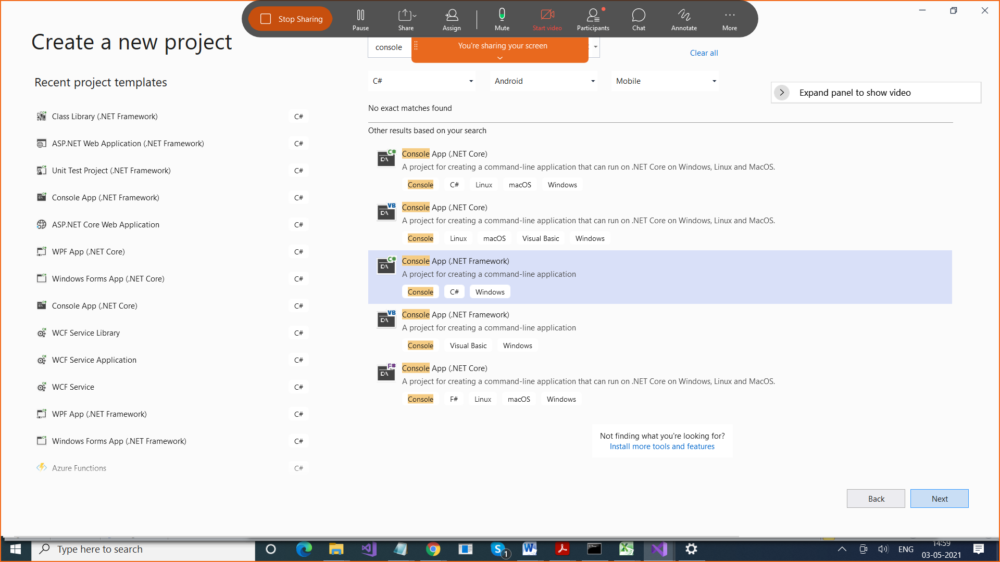 Stop Sharing
Pause
Share
Assign
Mute
Start video
Participants
Chat
Annotate
More
You're sharing your screen
Create a new project
console
Clear all
Recent project templates
C#
Android
Mobile
Expand panel to show video
No exact matches found
Other results based on your search
Class Library (.NET Framework) C#
ASP.NET Web Application (.NET Framework) C#
Unit Test Project (.NET Framework) C#
Console App (.NET Framework) C#
ASP.NET Core Web Application C#
WPF App (.NET Core) C#
Windows Forms App (.NET Core) C#
Console App (.NET Core) C#
WCF Service Library C#
WCF Service Application C#
WCF Service C#
WPF App (.NET Framework) C#
Windows Forms App (.NET Framework) C#
Azure Functions C#
C#
Console App (.NET Core)
A project for creating a command-line application that can run on .NET Core on Windows, Linux and MacOS.
Console C# Linux macOS Windows
VB
Console App (.NET Core)
A project for creating a command-line application that can run on .NET Core on Windows, Linux and MacOS.
Console Linux macOS Visual Basic Windows
C#
Console App (.NET Framework)
A project for creating a command-line application
Console C# Windows
VB
Console App (.NET Framework)
A project for creating a command-line application
Console Visual Basic Windows
F#
Console App (.NET Core)
A project for creating a command-line application that can run on .NET Core on Windows, Linux and MacOS.
Console F# Linux macOS Windows
Not finding what you're looking for?
Install more tools and features
Back
Next
Type here to search
1
ENG
14:59
03-05-2021